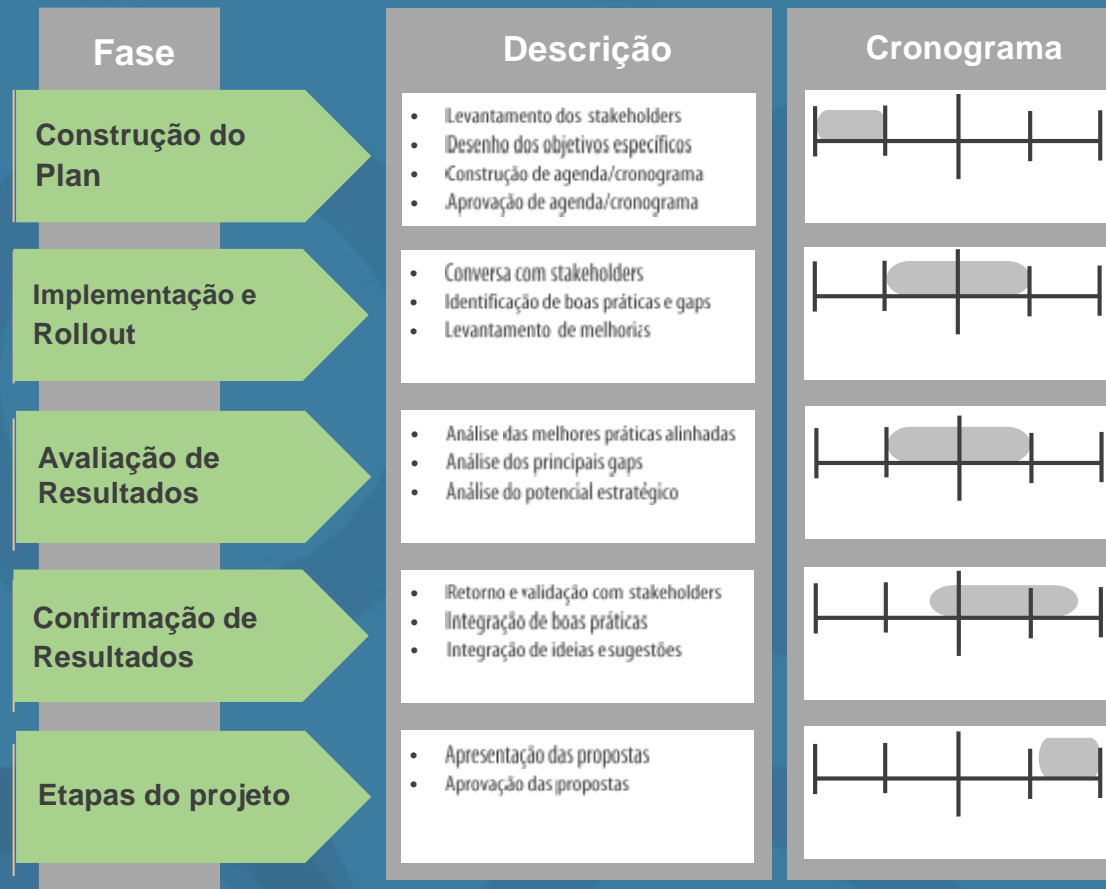 Fase
Descrição
Cronograma
Construção do
Plan
• Levantamento dos stakeholders
• Desenho dos objetivos específicos
• Construção de agenda/cronograma
• Aprovação de agenda/cronograma
Implementação e
Rollout
• Conversa com stakeholders
• Identificação de boas práticas e gaps
• Levantamento de melhorias
Avaliação de
Resultados
• Análise das melhores práticas alinhadas
• Análise dos principais gaps
• Análise do potencial estratégico
Confirmação de
Resultados
• Retorno e validação com stakeholders
• Integração de boas práticas
• Integração de ideias e sugestões
Etapas do projeto
• Apresentação das propostas
• Aprovação das propostas